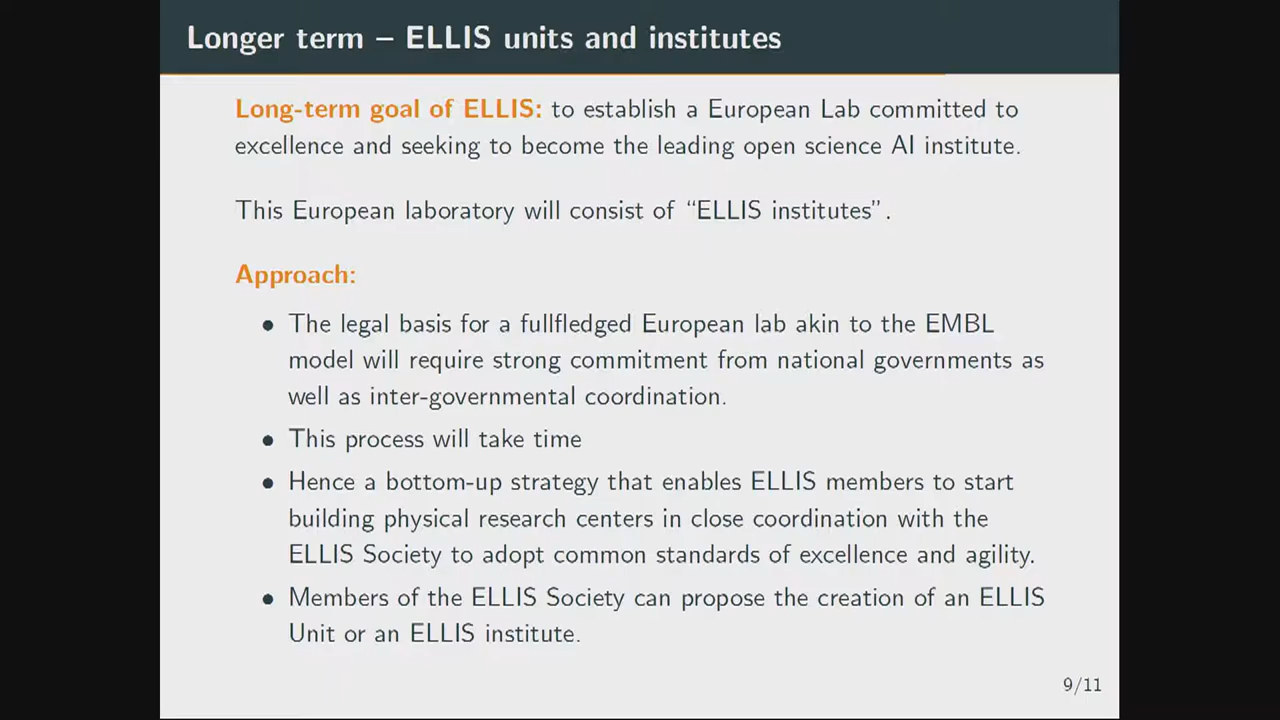 Longer term – ELLIS units and institutes
Long-term goal of ELLIS: to establish a European Lab committed to
excellence and seeking to become the leading open science AI institute.
This European laboratory will consist of “ELLIS institutes”.
Approach:
• The legal basis for a fullfledged European lab akin to the EMBL
model will require strong commitment from national governments as
well as inter-governmental coordination.
• This process will take time
• Hence a bottom-up strategy that enables ELLIS members to start
building physical research centers in close coordination with the
ELLIS Society to adopt common standards of excellence and agility.
• Members of the ELLIS Society can propose the creation of an ELLIS
Unit or an ELLIS institute.
9/11